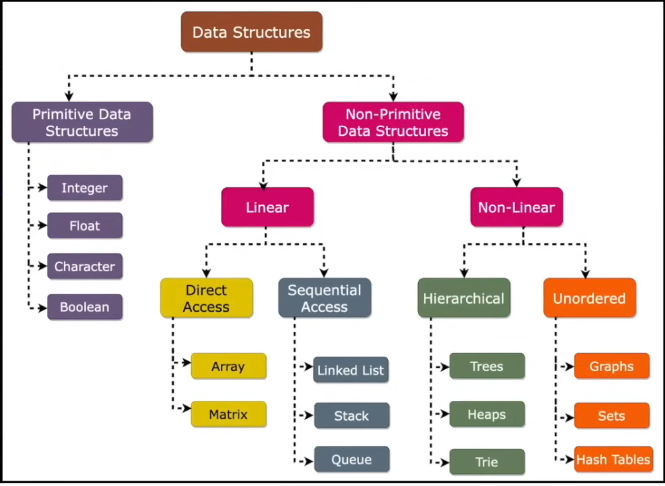 Data Structures
Primitive Data
Structures
Non-Primitive
Data Structures
Integer
Float
Character
Boolean
Linear
Non-Linear
Direct
Access
Sequential
Access
Hierarchical
Unordered
Array
Matrix
Linked List
Stack
Queue
Trees
Heaps
Trie
Graphs
Sets
Hash Tables